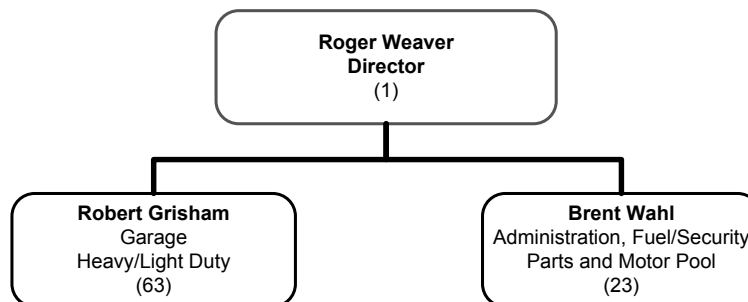 Roger Weaver
Director
(1)
Robert Grisham
Garage
Heavy/Light Duty
(63)
Brent Wahl
Administration, Fuel/Security
Parts and Motor Pool
(23)